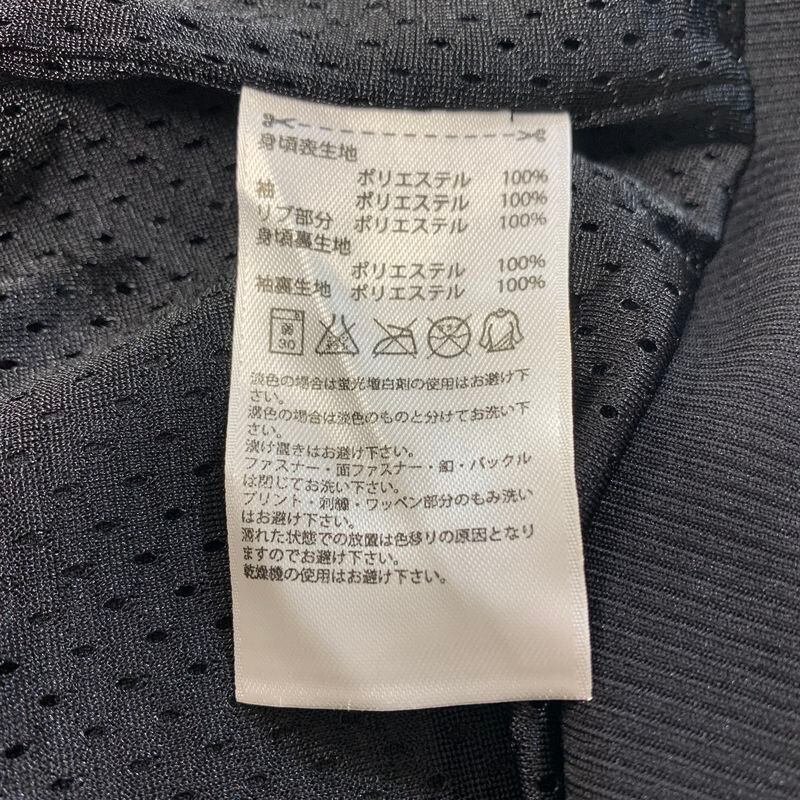 身頃表生地
ポリエステル 100%
袖 ポリエステル 100%
リブ部分 ポリエステル 100%
身頃裏生地
ポリエステル 100%
袖裏生地 ポリエステル 100%
弱 30
淡色の場合は蛍光増白剤の使用はお避け下
さい。
濃色の場合は淡色のものと分けてお洗い下
さい。
漬け置きはお避け下さい。
ファスナー・面ファスナー・釦・バックル
は閉じてお洗い下さい。
プリント・刺繍・ワッペン部分のもみ洗い
はお避け下さい。
濡れた状態での放置は色移りの原因となり
ますのでお避け下さい。
乾燥機の使用はお避け下さい。